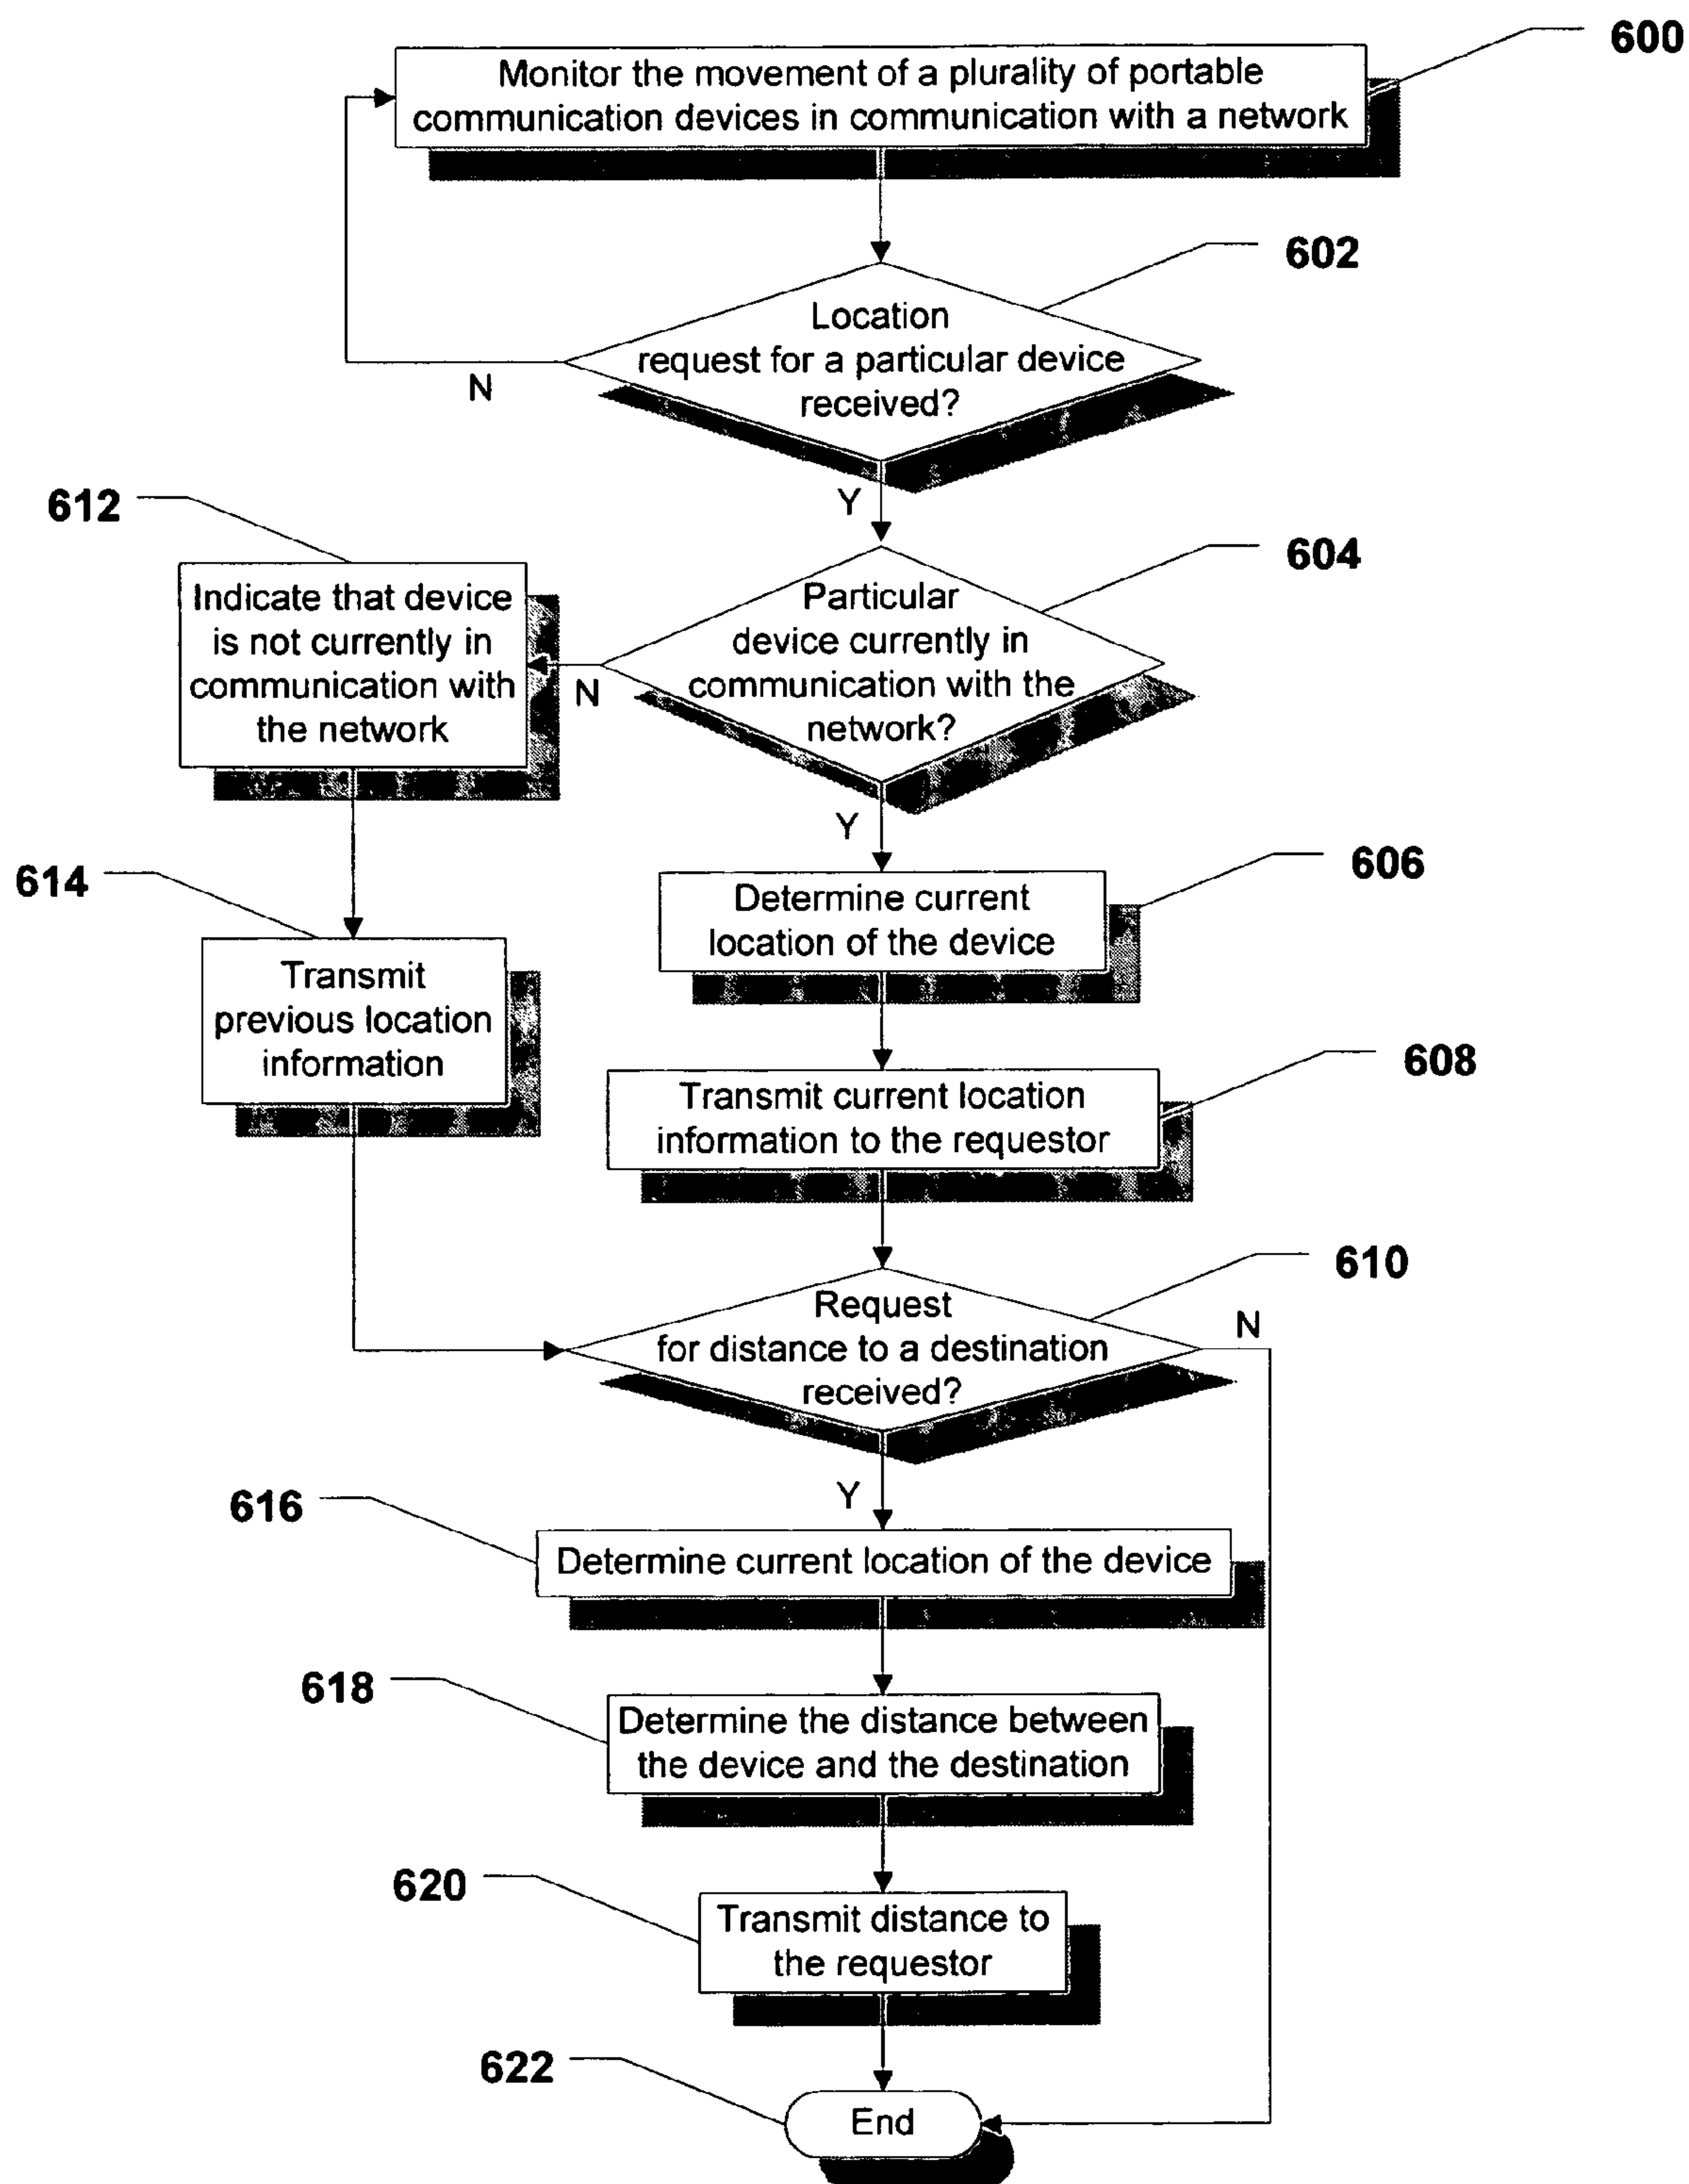 600
Monitor the movement of a plurality of portable
communication devices in communication with a network
602
Location
request for a particular device
received?
N
Y
612
604
Indicate that device
is not currently in
communication with
the network
Particular
device currently in
communication with the
network?
N
Y
614
606
Determine current
location of the device
Transmit
previous location
information
608
Transmit current location
information to the requestor
610
Request
for distance to a destination
received?
N
Y
616
Determine current location of the device
618
Determine the distance between
the device and the destination
620
Transmit distance to
the requestor
622
End